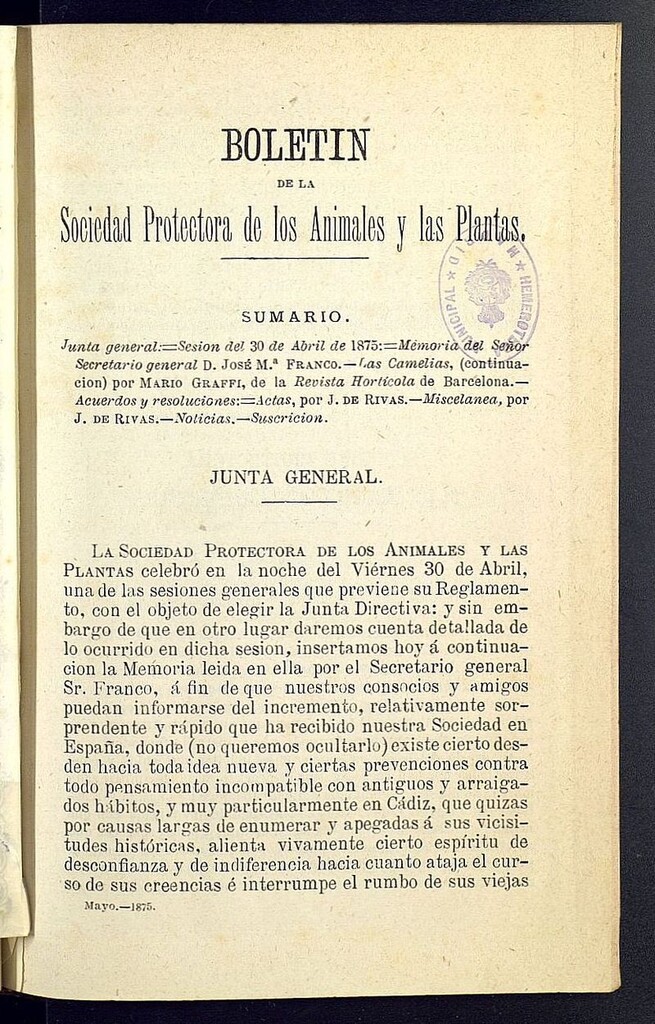 BOLETIN
DE LA
Sociedad Protectora de los Animales y las Plantas.
HEMEROTECA MUNICIPAL * MADRID *
SUMARIO.
Junta general:=Sesion del 30 de Abril de 1875:=Memoria del Señor
Secretario general D. JOSÉ M.ª FRANCO.—Las Camelias, (continua-
cion) por MARIO GRAFFI, de la Revista Hortícola de Barcelona.—
Acuerdos y resoluciones:=Actas, por J. DE RIVAS.—Miscelanea, por
J. DE RIVAS.—Noticias.—Suscricion.
JUNTA GENERAL.
LA SOCIEDAD PROTECTORA DE LOS ANIMALES Y LAS
PLANTAS celebró en la noche del Viérnes 30 de Abril,
una de las sesiones generales que previene su Reglamen-
to, con el objeto de elegir la Junta Directiva: y sin em-
bargo de que en otro lugar daremos cuenta detallada de
lo ocurrido en dicha sesion, insertamos hoy á continua-
cion la Memoria leida en ella por el Secretario general
Sr. Franco, á fin de que nuestros consocios y amigos
puedan informarse del incremento, relativamente sor-
prendente y rápido que ha recibido nuestra Sociedad en
España, donde (no queremos ocultarlo) existe cierto des-
den hacia toda idea nueva y ciertas prevenciones contra
todo pensamiento incompatible con antiguos y arraiga-
dos hábitos, y muy particularmente en Cádiz, que quizas
por causas largas de enumerar y apegadas á sus vicisi-
tudes históricas, alienta vivamente cierto espíritu de
desconfianza y de indiferencia hacia cuanto ataja el cur-
so de sus creencias é interrumpe el rumbo de sus viejas
Mayo.—1875.